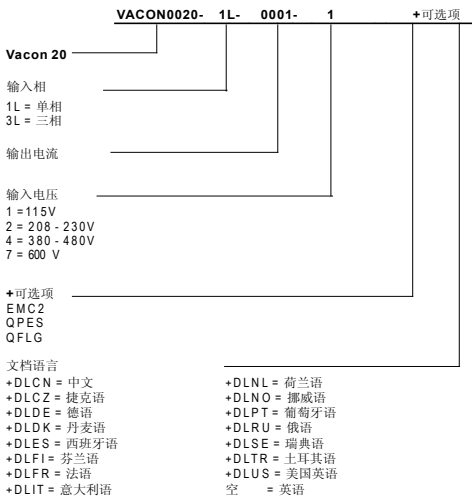 VACON0020- 1L- 0001- 1 +可选项
Vacon 20
输入相
1L = 单相
3L = 三相
输出电流
输入电压
1 =115V
2 = 208 - 230V
4 = 380 - 480V
7 = 600 V
+可选项
EMC2
QPES
QFLG
文档语言
+DLCN = 中文
+DLCZ = 捷克语
+DLDE = 德语
+DLDK = 丹麦语
+DLES = 西班牙语
+DLFI = 芬兰语
+DLFR = 法语
+DLIT = 意大利语
+DLNL = 荷兰语
+DLNO = 挪威语
+DLPT = 葡萄牙语
+DLRU = 俄语
+DLSE = 瑞典语
+DLTR = 土耳其语
+DLUS = 美国英语
空 = 英语